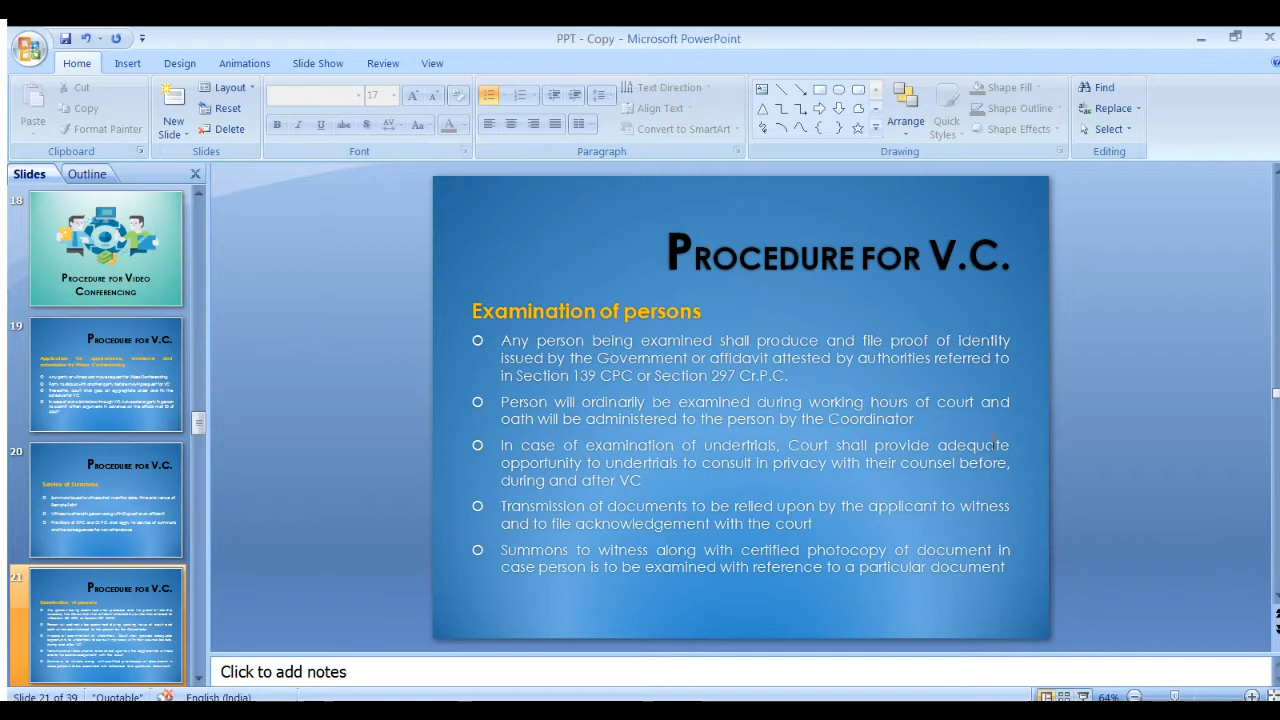 PPT - Copy - Microsoft PowerPoint
Home Insert Design Animations Slide Show Review View
Paste
Cut
Copy
Format Painter
Clipboard
New Slide
Layout
Reset
Delete
Slides
17
Font
Text Direction
Align Text
Convert to SmartArt
Paragraph
Arrange
Quick Styles
Shape Fill
Shape Outline
Shape Effects
Drawing
Find
Replace
Select
Editing
Slides Outline
18
PROCEDURE FOR VIDEO
CONFERENCING
19
PROCEDURE FOR V.C.
20
PROCEDURE FOR V.C.
Service of Summons
21
PROCEDURE FOR V.C.
Examination of persons
PROCEDURE FOR V.C.
Examination of persons
Any person being examined shall produce and file proof of identity
issued by the Government or affidavit attested by authorities referred to
in Section 139 CPC or Section 297 Cr.P.C.
Person will ordinarily be examined during working hours of court and
oath will be administered to the person by the Coordinator
In case of examination of undertrials, Court shall provide adequate
opportunity to undertrials to consult in privacy with their counsel before,
during and after VC
Transmission of documents to be relied upon by the applicant to witness
and to file acknowledgement with the court
Summons to witness along with certified photocopy of document in
case person is to be examined with reference to a particular document
Click to add notes
Slide 21 of 39 "Quotable" English (India) 64%